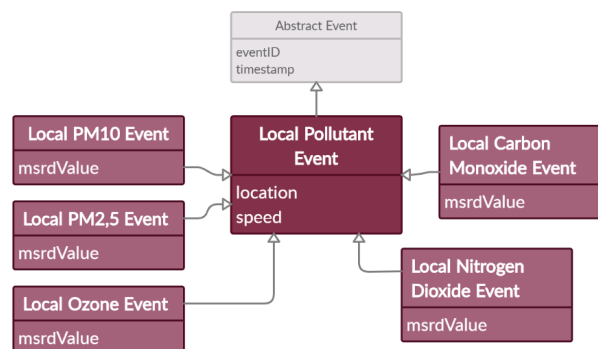 Abstract Event
eventID
timestamp
Local PM10 Event
msrdValue
Local Pollutant
Event
location
speed
Local Carbon
Monoxide Event
msrdValue
Local PM2,5 Event
msrdValue
Local Nitrogen
Dioxide Event
msrdValue
Local Ozone Event
msrdValue